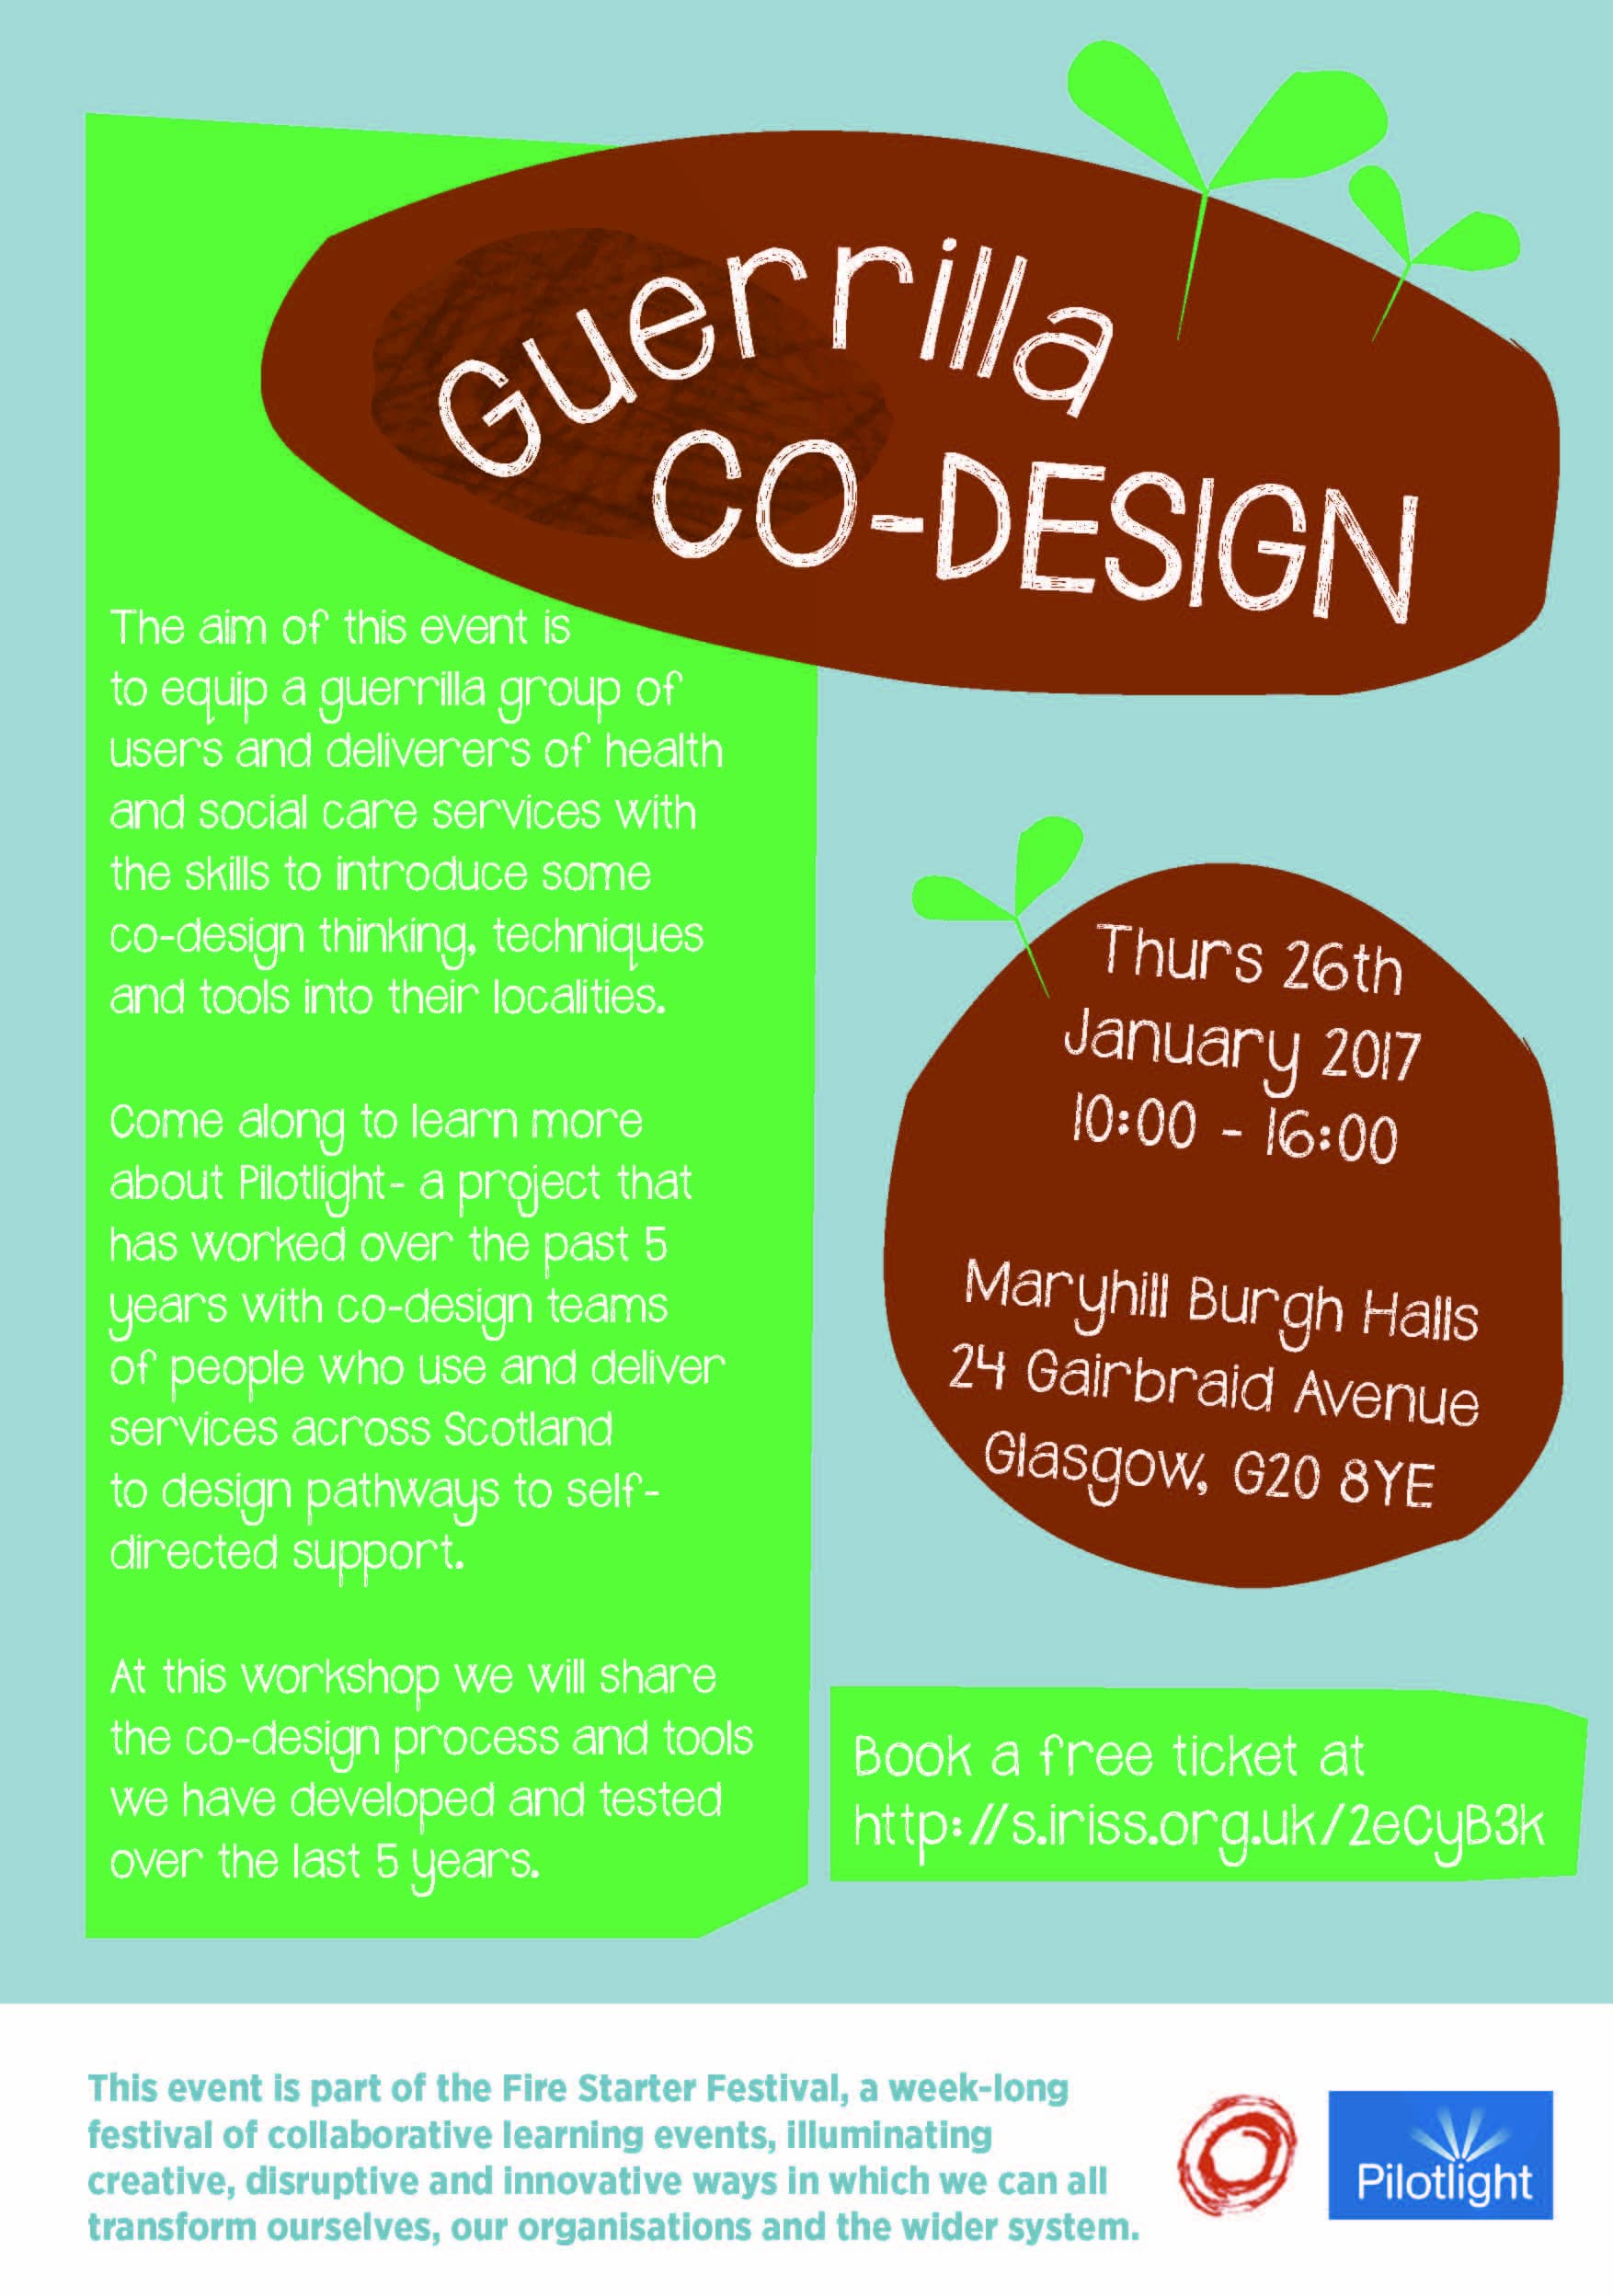 Guerrilla
CO-DESIGN
The aim of this event is
to equip a guerrilla group of
users and deliverers of health
and social care services with
the skills to introduce some
co-design thinking, techniques
and tools into their localities.
Come along to learn more
about Pilotlight- a project that
has worked over the past 5
years with co-design teams
of people who use and deliver
services across Scotland
to design pathways to self-
directed support.
At this workshop we will share
the co-design process and tools
we have developed and tested
over the last 5 years.
Thurs 26th
January 2017
10:00 - 16:00
Maryhill Burgh Halls
24 Gairbraid Avenue
Glasgow, G20 8YE
Book a free ticket at
http://s.iriss.org.uk/2eCyB3k
This event is part of the Fire Starter Festival, a week-long
festival of collaborative learning events, illuminating
creative, disruptive and innovative ways in which we can all
transform ourselves, our organisations and the wider system.
Pilotlight